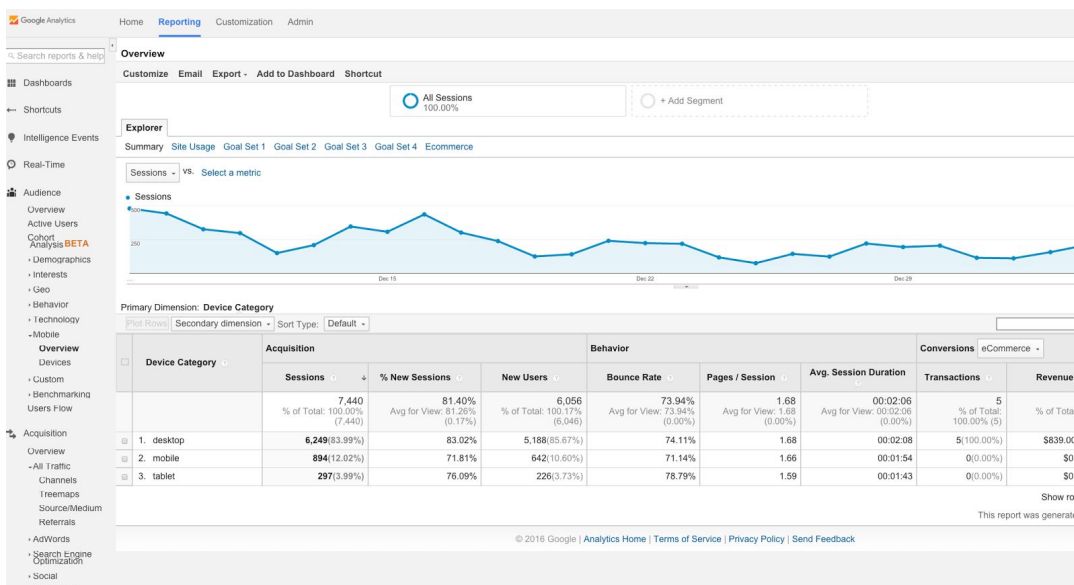 Google Analytics
Home Reporting Customization Admin
Search reports & help
Dashboards
Shortcuts
Intelligence Events
Real-Time
Audience
Overview
Active Users
Cohort
Analysis BETA
Demographics
Interests
Geo
Behavior
Technology
Mobile
Overview
Devices
Custom
Benchmarking
Users Flow
Acquisition
Overview
All Traffic
Channels
Treemaps
Source/Medium
Referrals
AdWords
Search Engine
Optimization
Social
Overview
Customize Email Export Add to Dashboard Shortcut
All Sessions
100.00%
+ Add Segment
Explorer
Summary Site Usage Goal Set 1 Goal Set 2 Goal Set 3 Goal Set 4 Ecommerce
Sessions vs. Select a metric
Sessions
500
250
... Dec 15 Dec 22 Dec 29
Primary Dimension: Device Category
Plot Rows Secondary dimension Sort Type: Default
Acquisition Behavior Conversions eCommerce
Device Category Sessions % New Sessions New Users Bounce Rate Pages / Session Avg. Session Duration Transactions Revenue
7,440 81.40% 6,056 73.94% 1.68 00:02:06 5
% of Total: 100.00% Avg for View: 81.26% % of Total: 100.17% Avg for View: 73.94% Avg for View: 1.68 Avg for View: 00:02:06 % of Total: % of Tota
(7,440) (0.17%) (6,046) (0.00%) (0.00%) (0.00%) 100.00% (5)
1. desktop 6,249(83.99%) 83.02% 5,188(85.67%) 74.11% 1.68 00:02:08 5(100.00%) $839.00
2. mobile 894(12.02%) 71.81% 642(10.60%) 71.14% 1.66 00:01:54 0(0.00%) $0
3. tablet 297(3.99%) 76.09% 226(3.73%) 78.79% 1.59 00:01:43 0(0.00%) $0
Show ro
This report was generate
© 2016 Google | Analytics Home | Terms of Service | Privacy Policy | Send Feedback